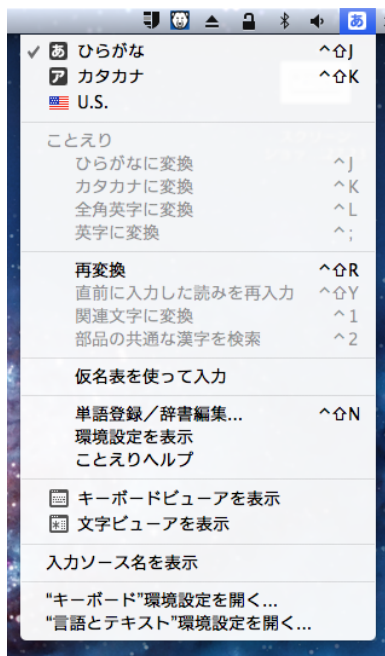 あ
あ ひらがな ^⇧J
ア カタカナ ^⇧K
U.S.
ことえり
ひらがなに変換 ^J
カタカナに変換 ^K
全角英字に変換 ^L
英字に変換 ^;
再変換 ^⇧R
直前に入力した読みを再入力 ^⇧Y
関連文字に変換 ^1
部品の共通な漢字を検索 ^2
仮名表を使って入力
単語登録／辞書編集... ^⇧N
環境設定を表示
ことえりヘルプ
キーボードビューアを表示
文字ビューアを表示
入力ソース名を表示
“キーボード”環境設定を開く...
“言語とテキスト”環境設定を開く...